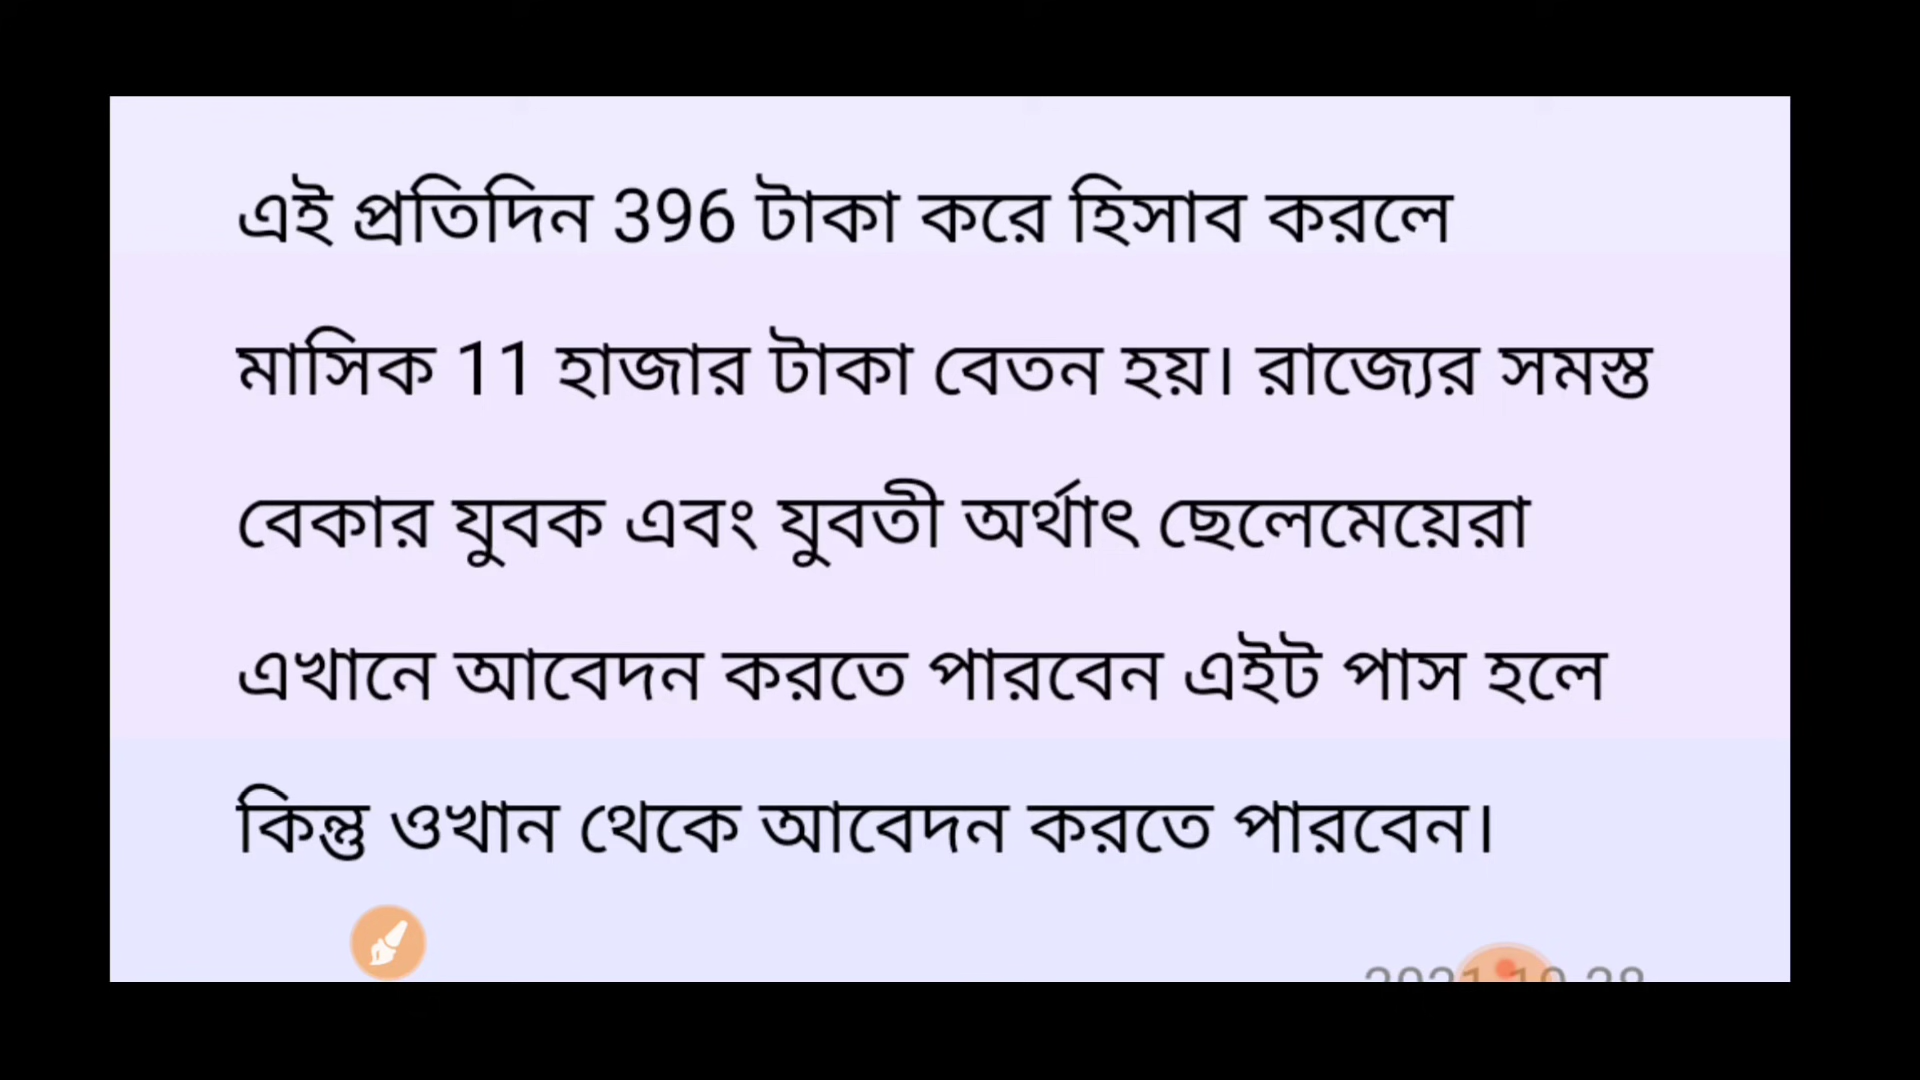 এই প্রতিদিন 396 টাকা করে হিসাব করলে
মাসিক 11 হাজার টাকা বেতন হয়। রাজ্যের সমস্ত
বেকার যুবক এবং যুবতী অর্থাৎ ছেলেমেয়েরা
এখানে আবেদন করতে পারবেন এইট পাস হলে
কিন্তু ওখান থেকে আবেদন করতে পারবেন।